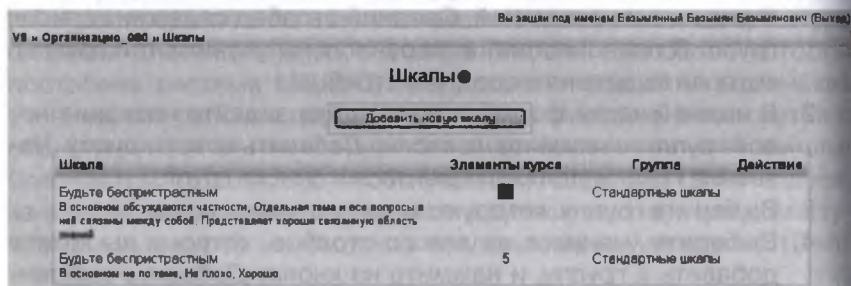 Вы зашли под именем Безымянный Безымян Безымянович (Выход)
VS » Организацию_080 » Шкалы
Шкалы
Добавить новую шкалу
Шкала Элементы курса Группа Действие
Будьте беспристрастным Стандартные шкалы
В основном обсуждаются частности, Отдельная тема и все вопросы в
ней связаны между собой, Представляет хорошо связанную область
знаний
Будьте беспристрастным 5 Стандартные шкалы
В основном не по теме, Не плохо, Хорошо